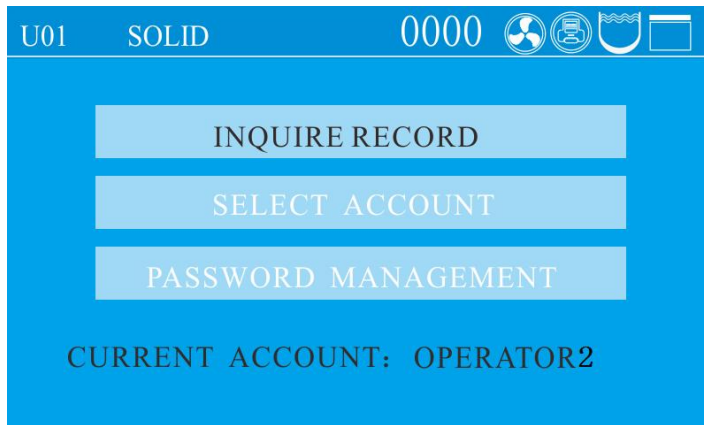 U01 SOLID 0000
INQUIRE RECORD
SELECT ACCOUNT
PASSWORD MANAGEMENT
CURRENT ACCOUNT: OPERATOR2